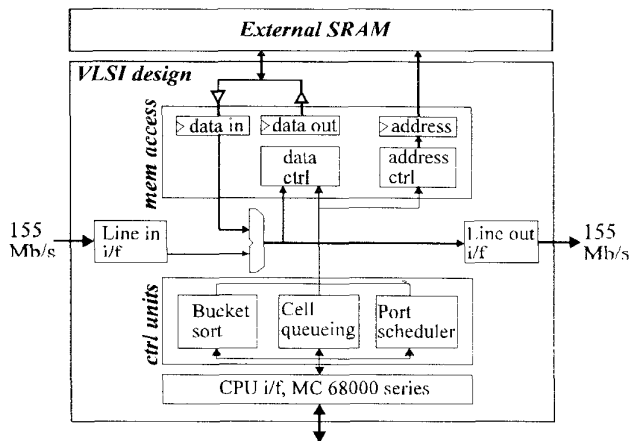 External SRAM
VLSI design
mem access
data in
data out
address
data
ctrl
address
ctrl
155
Mb/s
Line in
i/f
Line out
i/f
155
Mb/s
ctrl units
Bucket
sort
Cell
queueing
Port
scheduler
CPU i/f, MC 68000 series